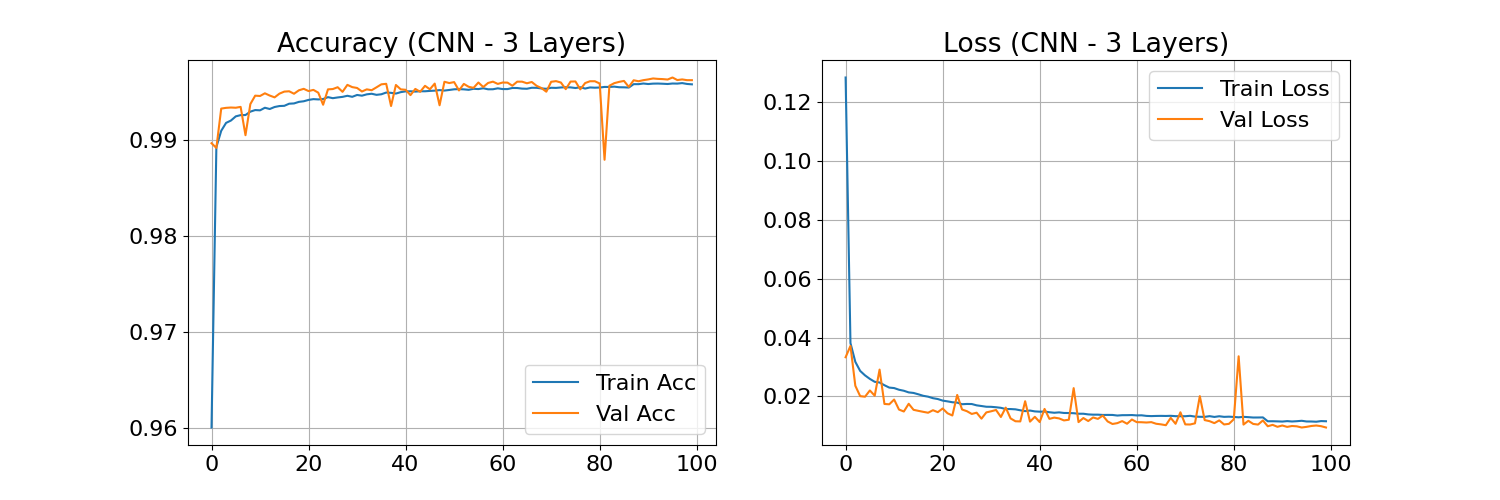 Accuracy (CNN - 3 Layers)
0.99
0.98
0.97
0.96
0 20 40 60 80 100
Train Acc
Val Acc
Loss (CNN - 3 Layers)
0.12
0.10
0.08
0.06
0.04
0.02
0 20 40 60 80 100
Train Loss
Val Loss